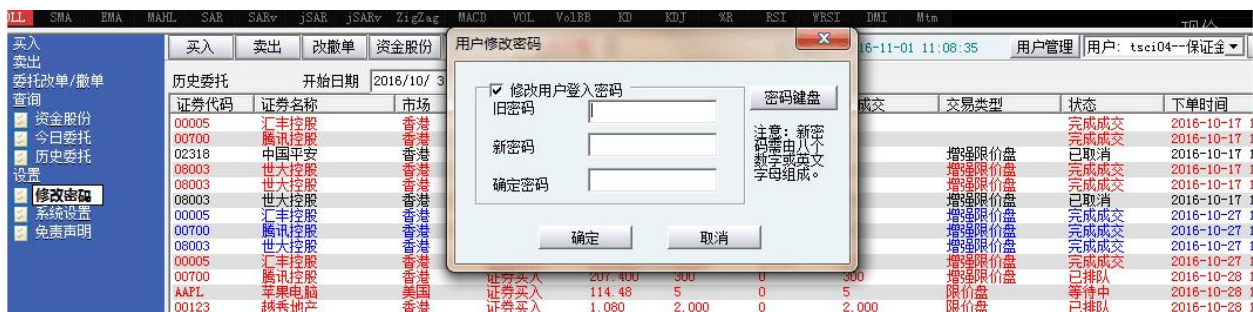 DLL SMA EMA MAHL SAR SARv jSAR jSARv ZigZag MACD VOL VolBB KD KDJ %R RSI WRSI DMI Mtm
买入 卖出 改撤单 资金股份 16-11-01 11:08:35 用户管理 用户: tsci04--保证金
买入
卖出
委托改单/撤单
查询
资金股份
今日委托
历史委托
设置
修改密码
系统设置
免责声明
历史委托 开始日期 2016/10/ 3
用户修改密码
修改用户登入密码
旧密码
新密码
确定密码
密码键盘
注意：新密
码需由八个
数字或英文
字母组成。
确定 取消
证券代码 证券名称 市场 成交 交易类型 状态 下单时间
00005 汇丰控股 香港 完成成交 2016-10-17 1
00700 腾讯控股 香港 完成成交 2016-10-17 1
02318 中国平安 香港 增强限价盘 已取消 2016-10-17 1
08003 世大控股 香港 增强限价盘 完成成交 2016-10-17 1
08003 世大控股 香港 增强限价盘 完成成交 2016-10-17 1
08003 世大控股 香港 增强限价盘 已取消 2016-10-17 1
00005 汇丰控股 香港 增强限价盘 完成成交 2016-10-27 1
00700 腾讯控股 香港 增强限价盘 完成成交 2016-10-27 1
08003 世大控股 香港 增强限价盘 完成成交 2016-10-27 1
00005 汇丰控股 香港 增强限价盘 完成成交 2016-10-27 1
00700 腾讯控股 香港 证券买入 207.400 300 0 300 增强限价盘 已排队 2016-10-28 1
AAPL 苹果电脑 美国 证券买入 114.48 5 0 5 限价盘 等待中 2016-10-28 1
00123 越秀地产 香港 证券买入 1.080 2,000 0 2,000 限价盘 已排队 2016-10-28 1